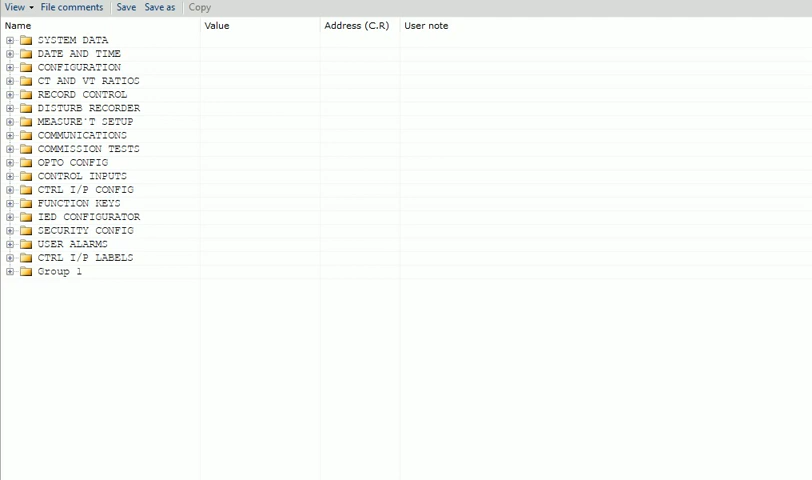 View File comments Save Save as Copy
Name Value Address (C.R) User note
SYSTEM DATA
DATE AND TIME
CONFIGURATION
CT AND VT RATIOS
RECORD CONTROL
DISTURB RECORDER
MEASURE'T SETUP
COMMUNICATIONS
COMMISSION TESTS
OPTO CONFIG
CONTROL INPUTS
CTRL I/P CONFIG
FUNCTION KEYS
IED CONFIGURATOR
SECURITY CONFIG
USER ALARMS
CTRL I/P LABELS
Group 1